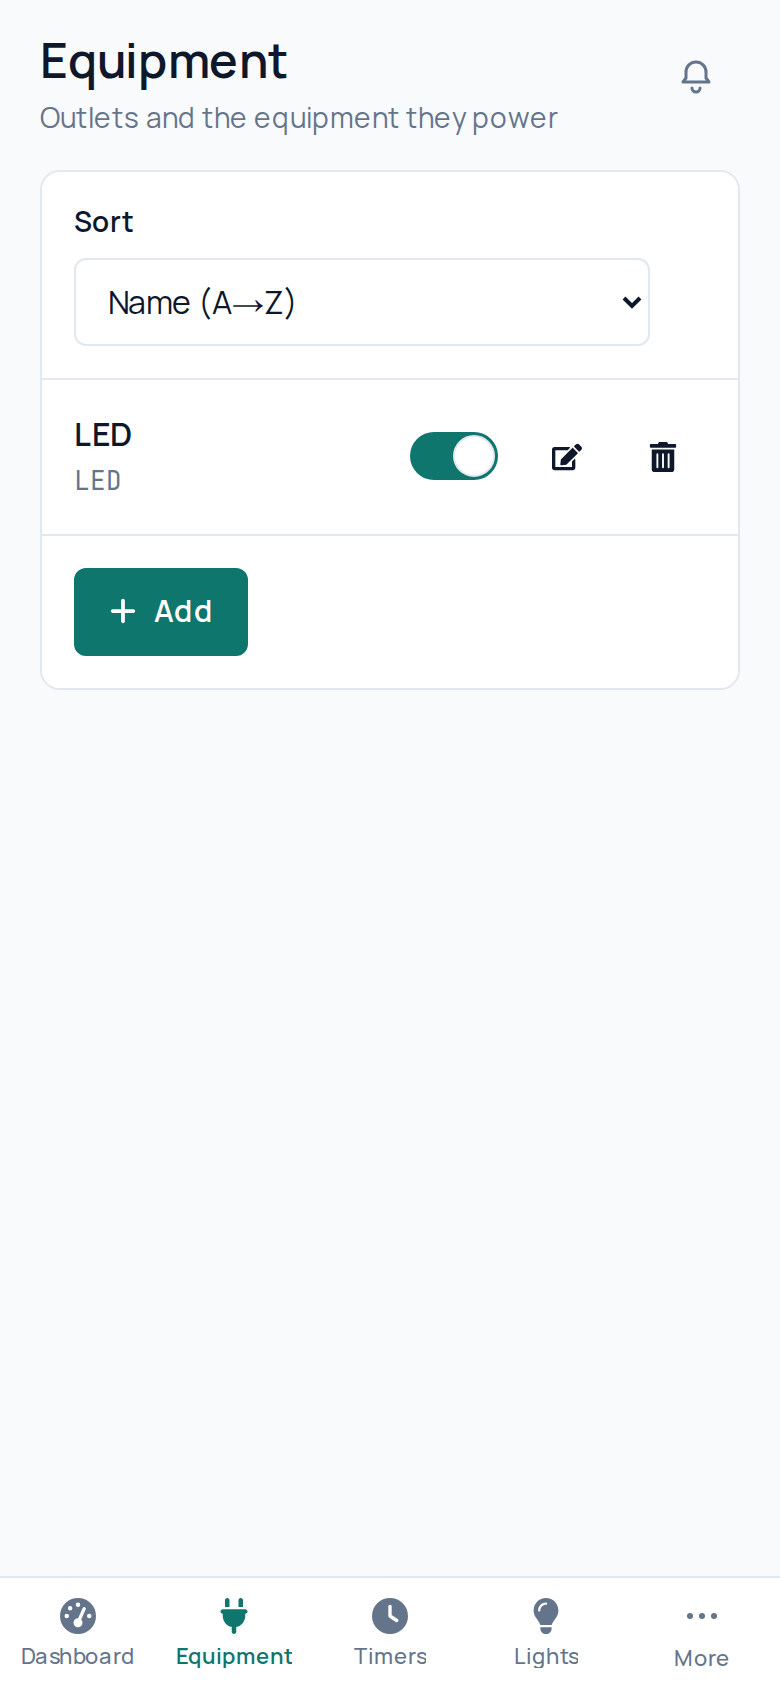 Equipment
Outlets and the equipment they power
Sort
Name (A→Z)
LED
LED
Add
Dashboard
Equipment
Timers
Lights
More